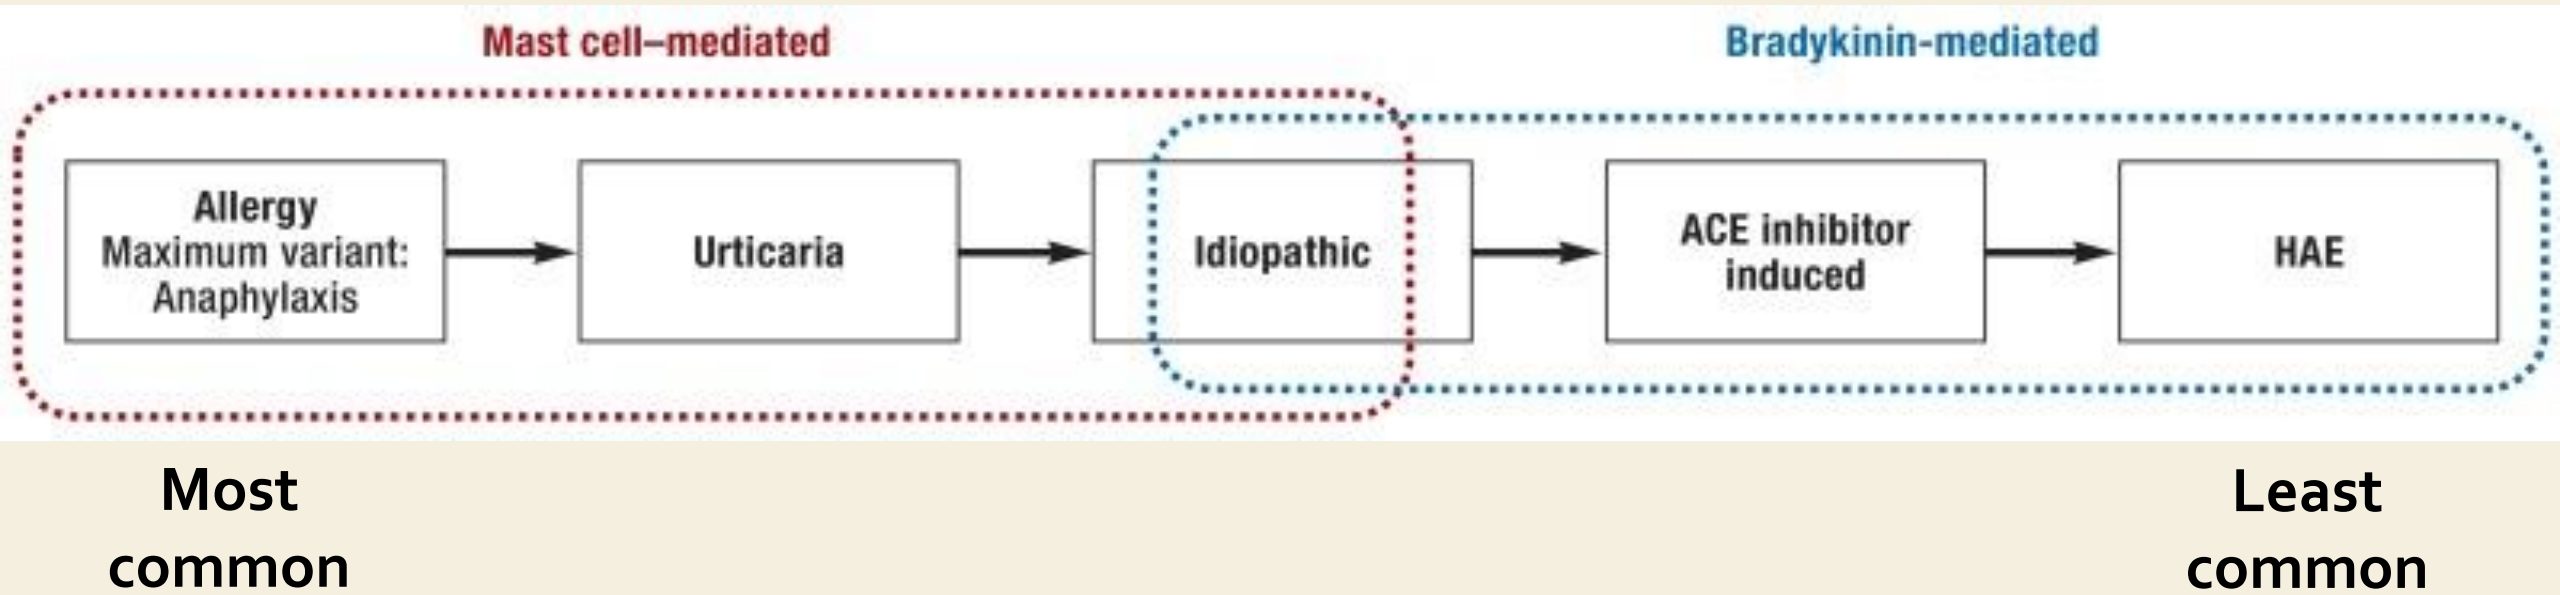 Mast cell–mediated
Bradykinin-mediated
Allergy
Maximum variant:
Anaphylaxis
Urticaria
Idiopathic
ACE inhibitor
induced
HAE
Most
common
Least
common